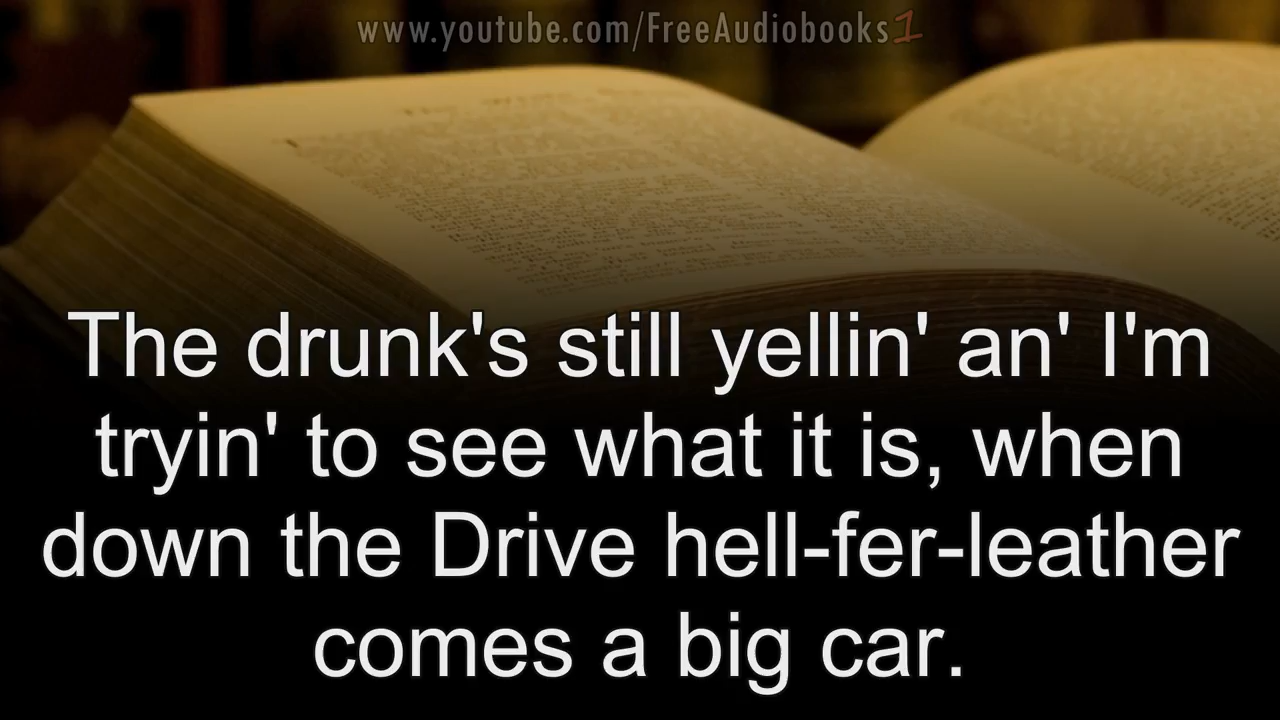 www.youtube.com/FreeAudiobooks1
The drunk's still yellin' an' I'm
tryin' to see what it is, when
down the Drive hell-fer-leather
comes a big car.